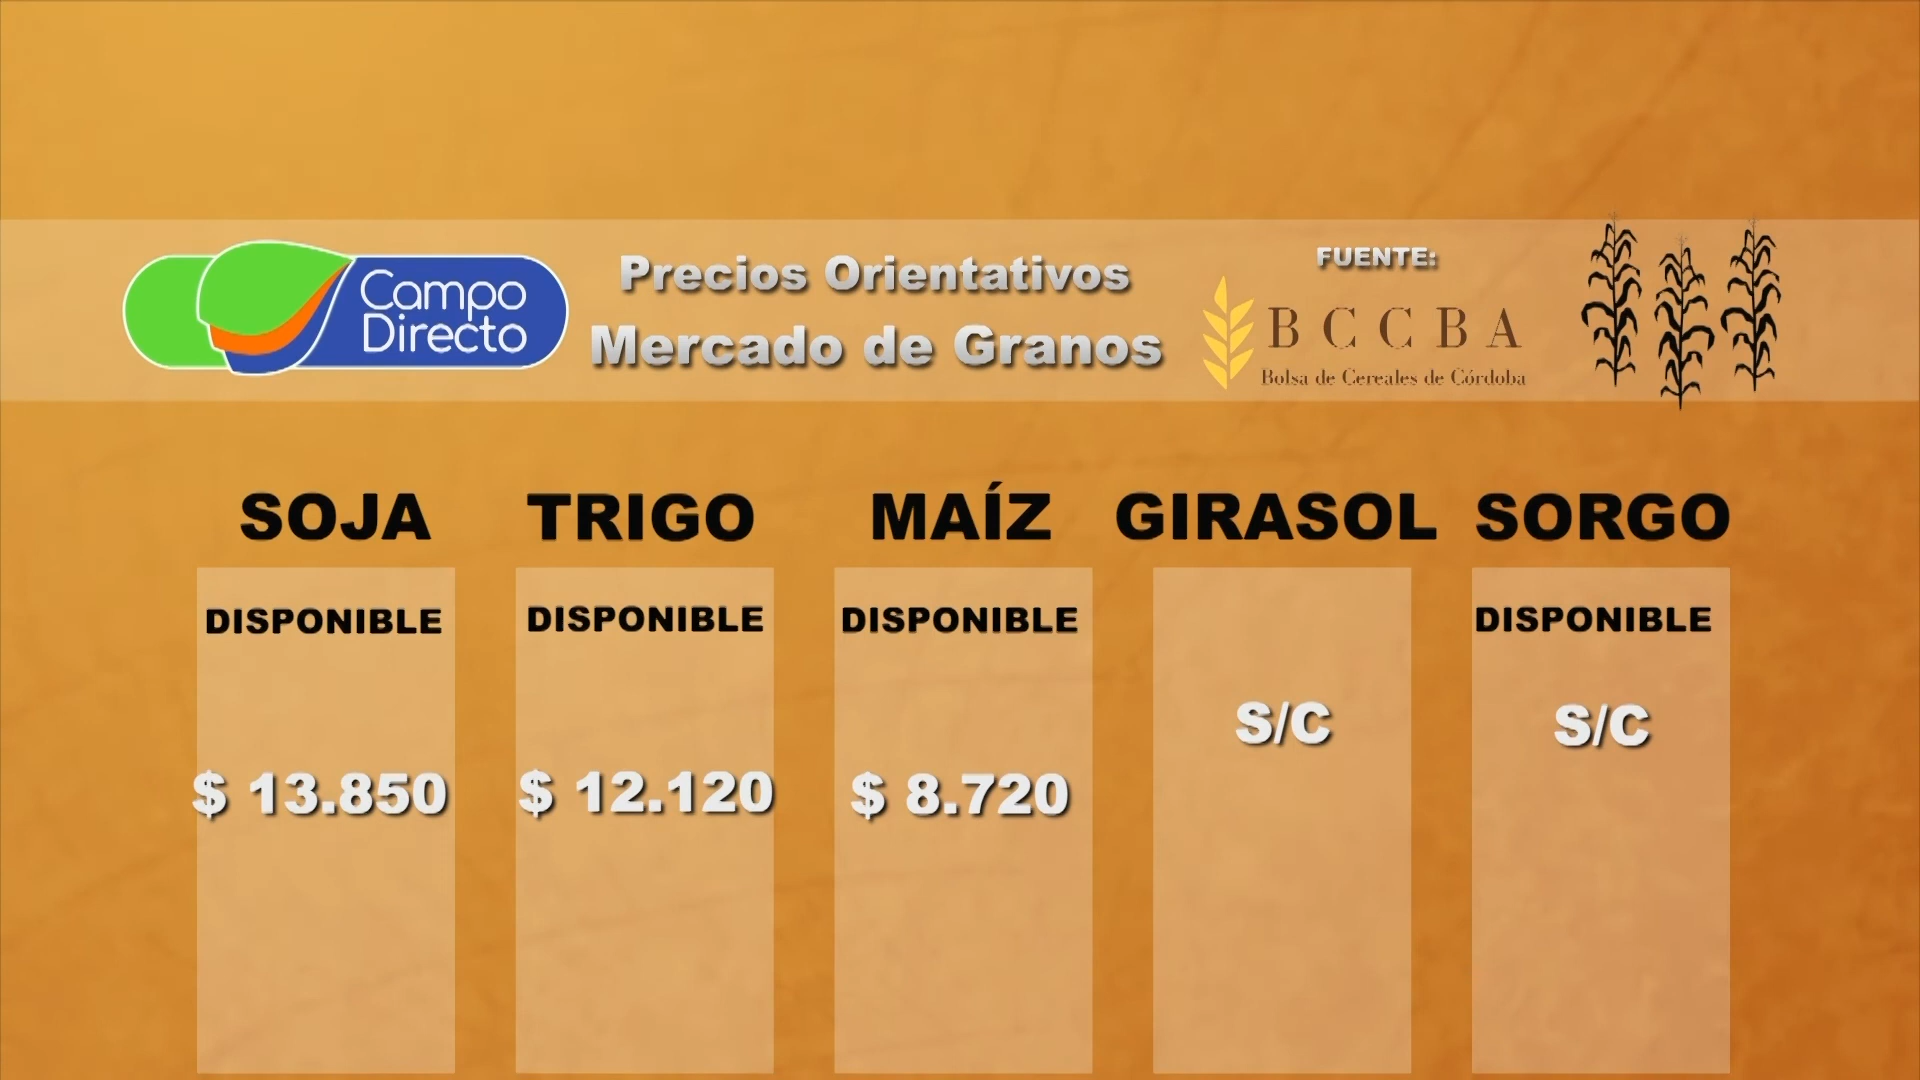 Campo
Directo
Precios Orientativos
Mercado de Granos
FUENTE:
BCCBA
Bolsa de Cereales de Córdoba
SOJA
TRIGO
MAÍZ
GIRASOL
SORGO
DISPONIBLE
DISPONIBLE
DISPONIBLE
DISPONIBLE
S/C
S/C
$ 13.850
$ 12.120
$ 8.720